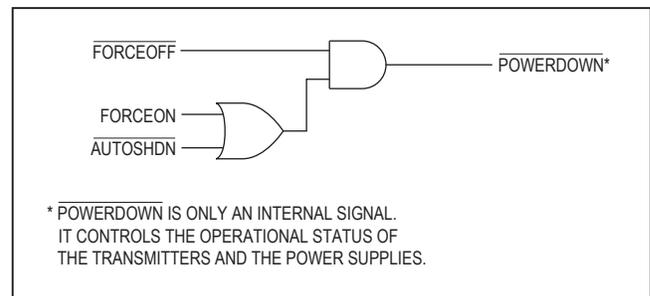 FORCEOFF
POWERDOWN*
FORCEON
AUTOSHDN
* POWERDOWN IS ONLY AN INTERNAL SIGNAL.
IT CONTROLS THE OPERATIONAL STATUS OF
THE TRANSMITTERS AND THE POWER SUPPLIES.